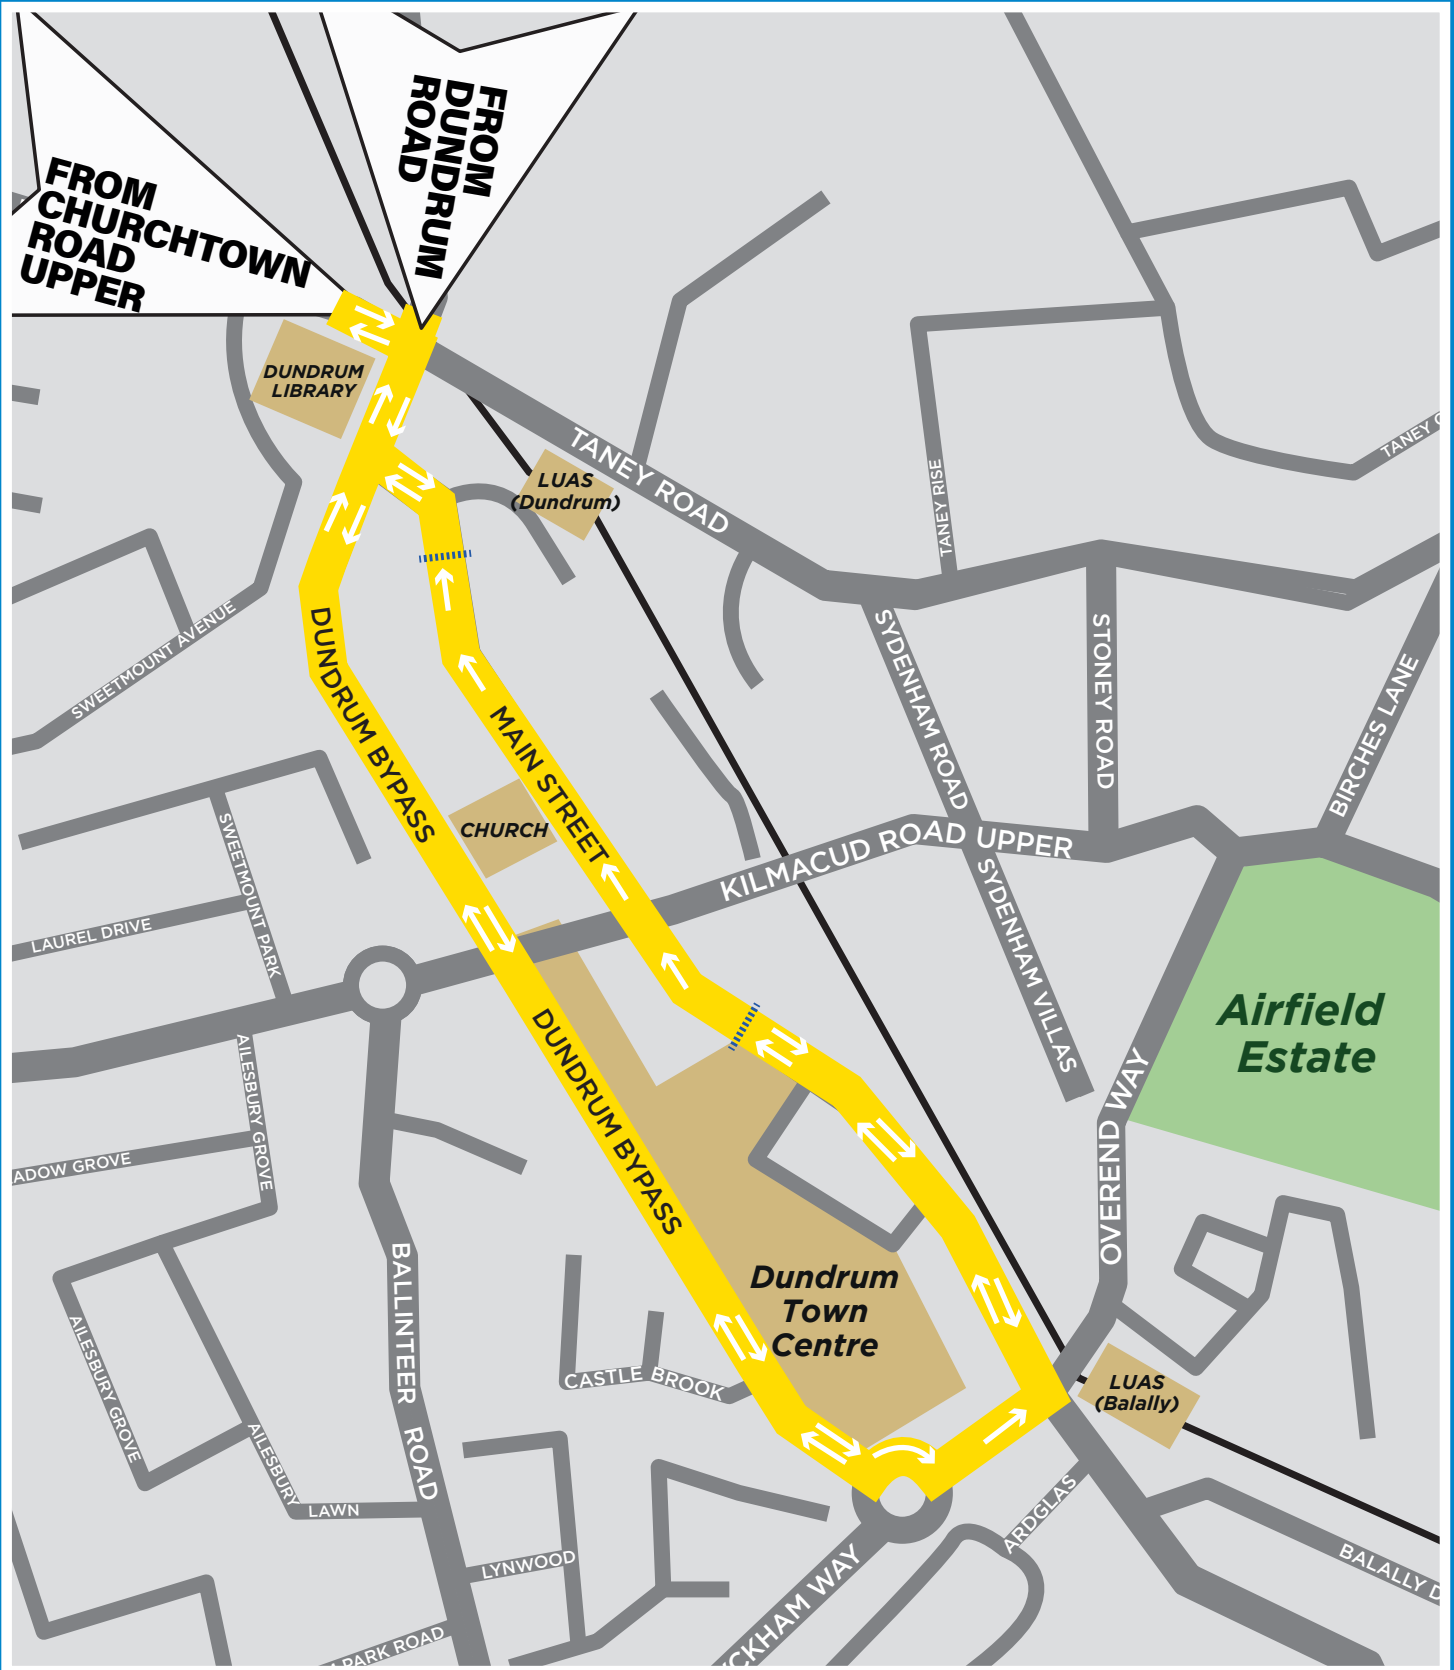 FROM
DUNDRUM
ROAD
FROM
CHURCHTOWN
ROAD
UPPER
DUNDRUM
LIBRARY
TANEY ROAD
LUAS
(Dundrum)
TANEY RISE
TANEY
SWEETMOUNT AVENUE
DUNDRUM BYPASS
MAIN STREET
SYDENHAM ROAD
STONEY ROAD
BIRCHES LANE
CHURCH
KILMACUD ROAD UPPER
SWEETMOUNT PARK
LAUREL DRIVE
SYDENHAM VILLAS
Airfield
Estate
DUNDRUM BYPASS
AILESBURY GROVE
ADOW GROVE
OVEREND WAY
BALLINTEER ROAD
Dundrum
Town
Centre
AILESBURY GROVE
CASTLE BROOK
LUAS
(Balally)
AILESBURY
LAWN
ARDGLAS
LYNWOOD
BALALLY D
CKHAM WAY
PARK ROAD